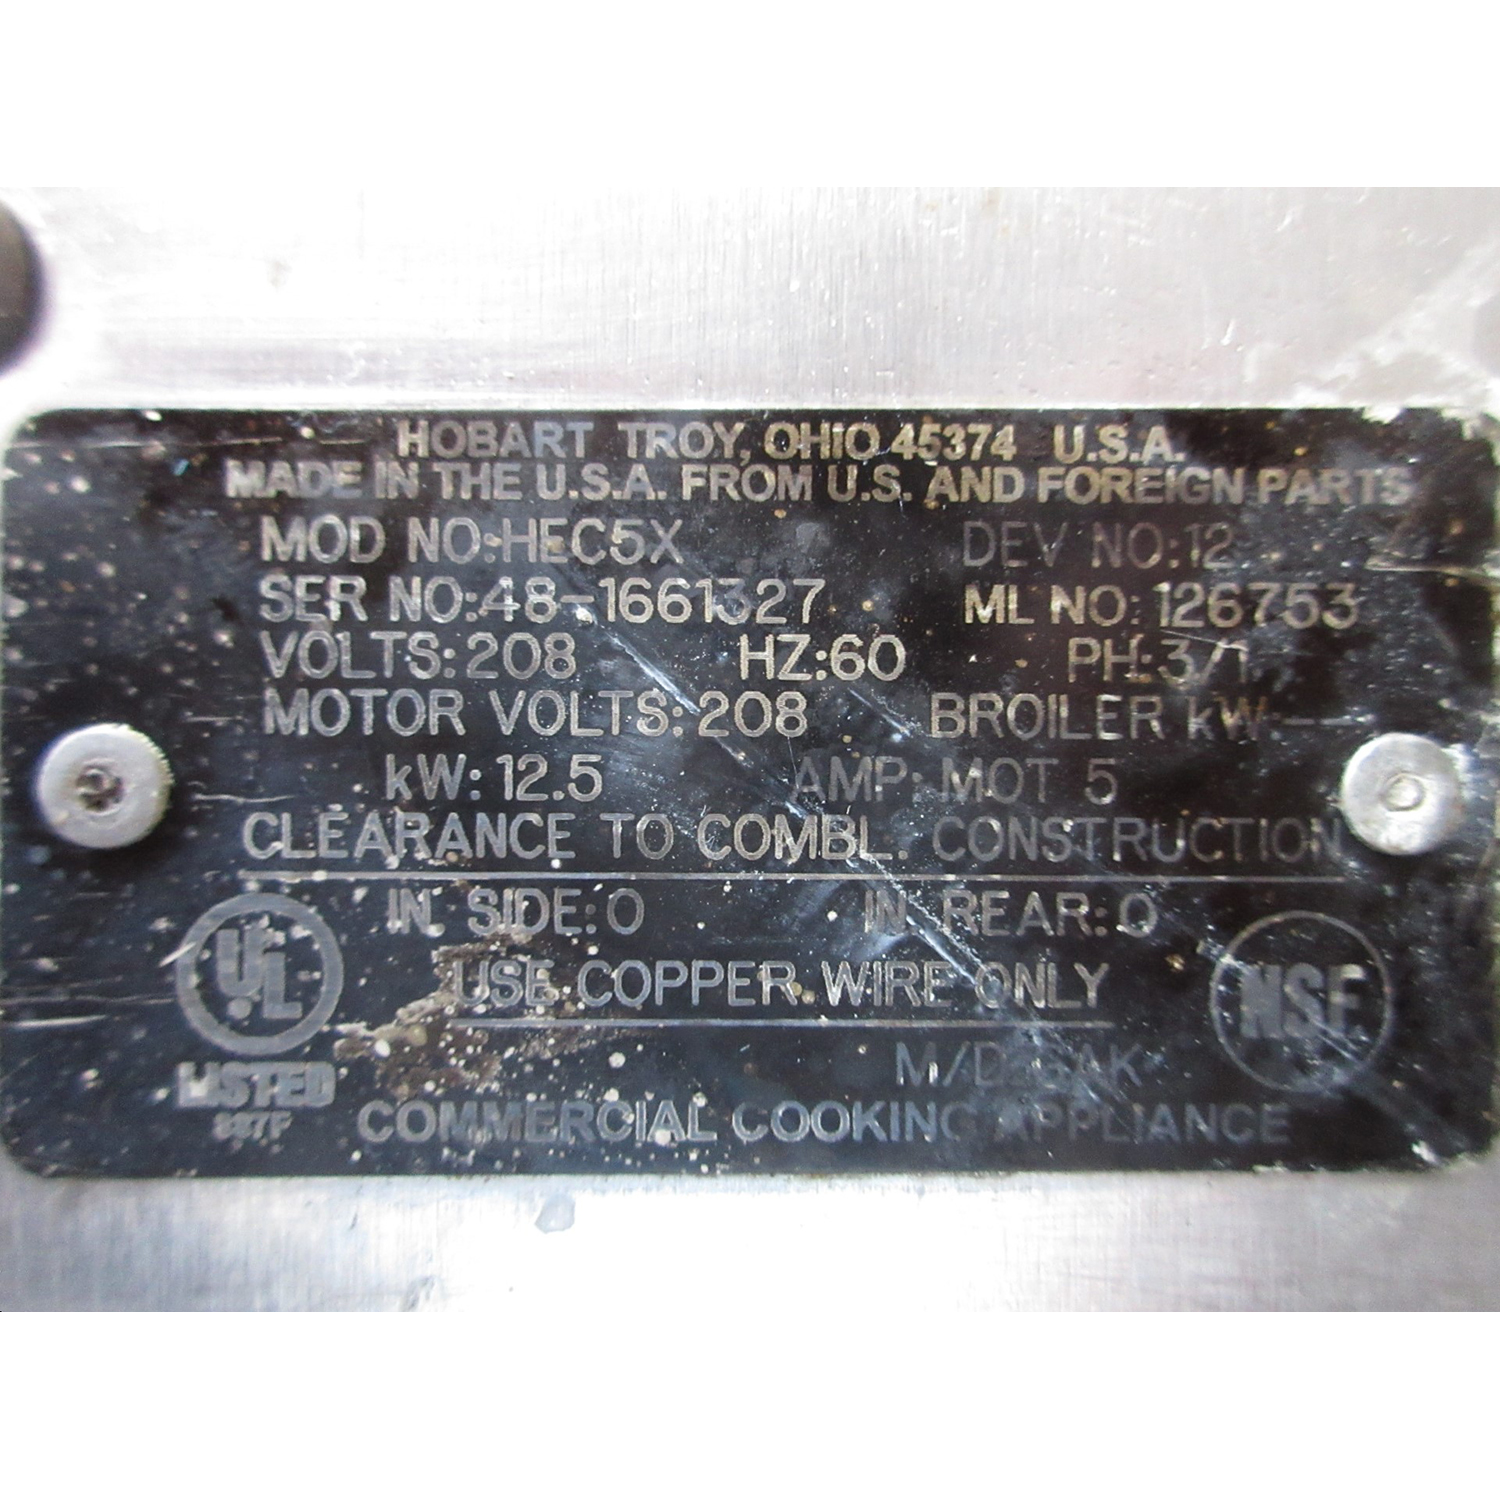 HOBART TROY, OHIO 45374 U.S.A.
MADE IN THE U.S.A. FROM U.S. AND FOREIGN PARTS
MOD NO:HEC5X DEV NO:12
SER NO:48-1661327 ML NO: 126753
VOLTS: 208 HZ:60 PH:3/1
MOTOR VOLTS: 208 BROILER kW:--
kW: 12.5 AMP: MOT 5
CLEARANCE TO COMBL. CONSTRUCTION
IN. SIDE: 0 IN. REAR: 0
UL USE COPPER WIRE ONLY NSF.
LISTED
COMMERCIAL COOKING APPLIANCE